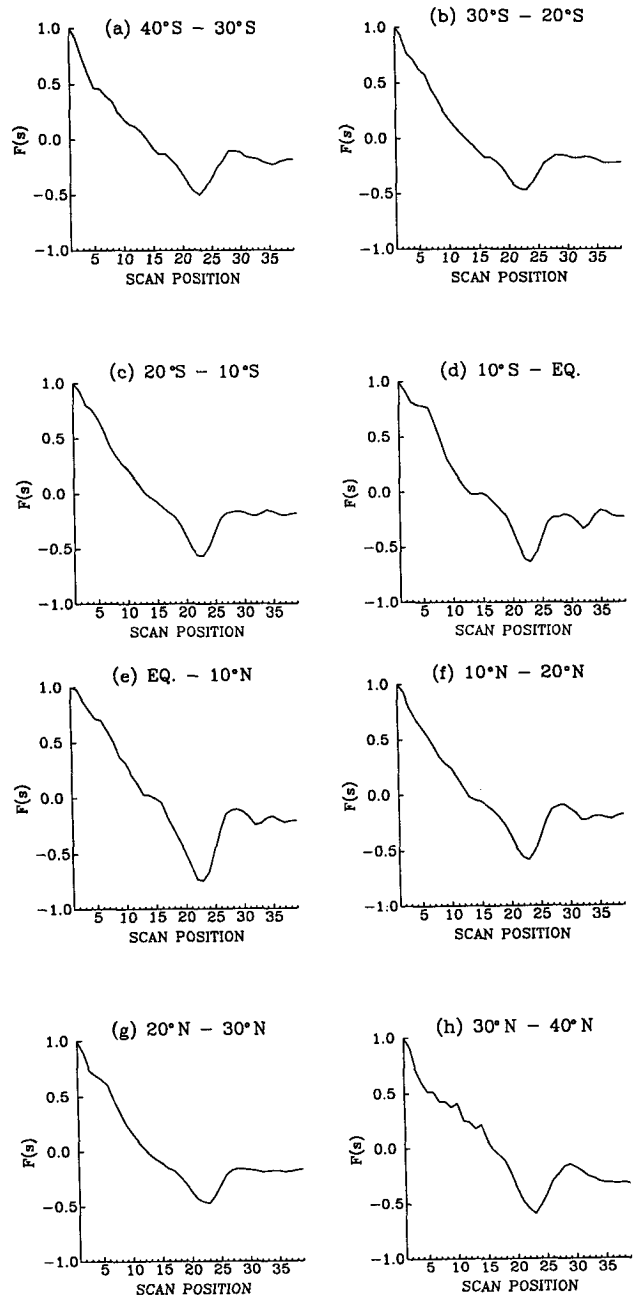 (a) 40°S − 30°S
1.0
0.5
0.0
−0.5
−1.0
F(s)
5 10 15 20 25 30 35
SCAN POSITION
(b) 30°S − 20°S
1.0
0.5
0.0
−0.5
−1.0
F(s)
5 10 15 20 25 30 35
SCAN POSITION
(c) 20°S − 10°S
1.0
0.5
0.0
−0.5
−1.0
F(s)
5 10 15 20 25 30 35
SCAN POSITION
(d) 10°S − EQ.
1.0
0.5
0.0
−0.5
−1.0
F(s)
5 10 15 20 25 30 35
SCAN POSITION
(e) EQ. − 10°N
1.0
0.5
0.0
−0.5
−1.0
F(s)
5 10 15 20 25 30 35
SCAN POSITION
(f) 10°N − 20°N
1.0
0.5
0.0
−0.5
−1.0
F(s)
5 10 15 20 25 30 35
SCAN POSITION
(g) 20°N − 30°N
1.0
0.5
0.0
−0.5
−1.0
F(s)
5 10 15 20 25 30 35
SCAN POSITION
(h) 30°N − 40°N
1.0
0.5
0.0
−0.5
−1.0
F(s)
5 10 15 20 25 30 35
SCAN POSITION